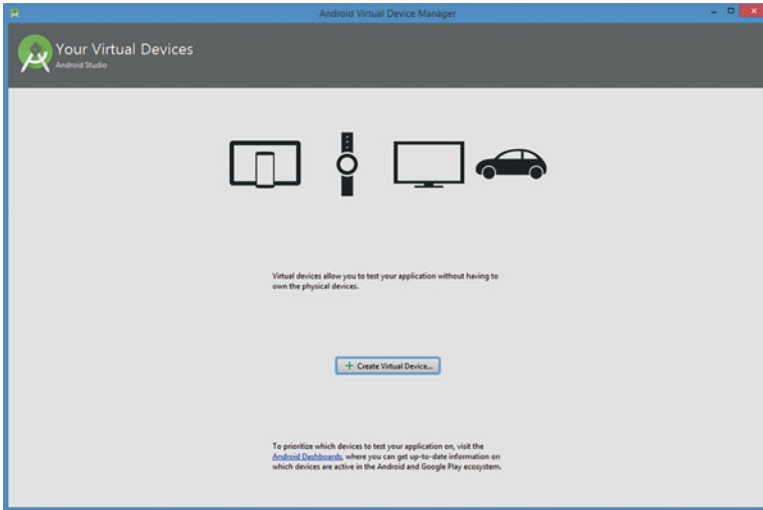 Android Virtual Device Manager
Your Virtual Devices
Android Studio
Virtual devices allow you to test your application without having to
own the physical devices.
+ Create Virtual Device...
To prioritize which devices to test your application on, visit the
Android Dashboards, where you can get up-to-date information on
which devices are active in the Android and Google Play ecosystem.